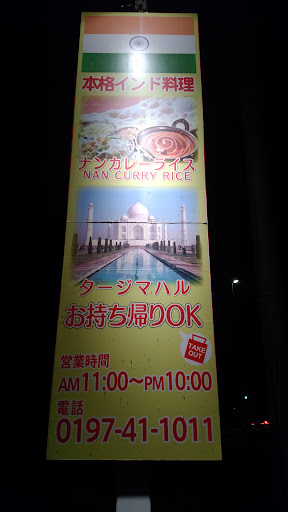 本格インド料理
ナンカレーライス
NAN CURRY RICE
タージマハル
お持ち帰りOK
TAKE OUT
営業時間
AM11:00～PM10:00
電話
0197-41-1011